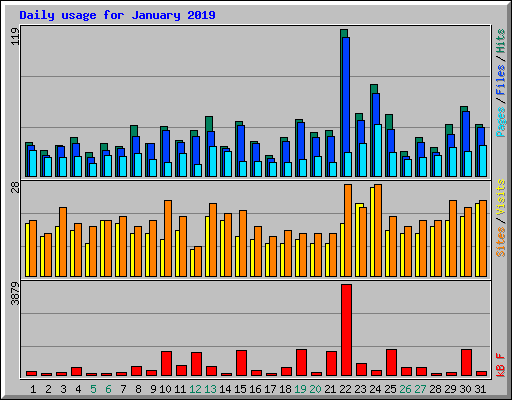 Daily usage for January 2019
119
Pages / Files / Hits
28
Sites / Visits
3879
kB F
1 2 3 4 5 6 7 8 9 10 11 12 13 14 15 16 17 18 19 20 21 22 23 24 25 26 27 28 29 30 31